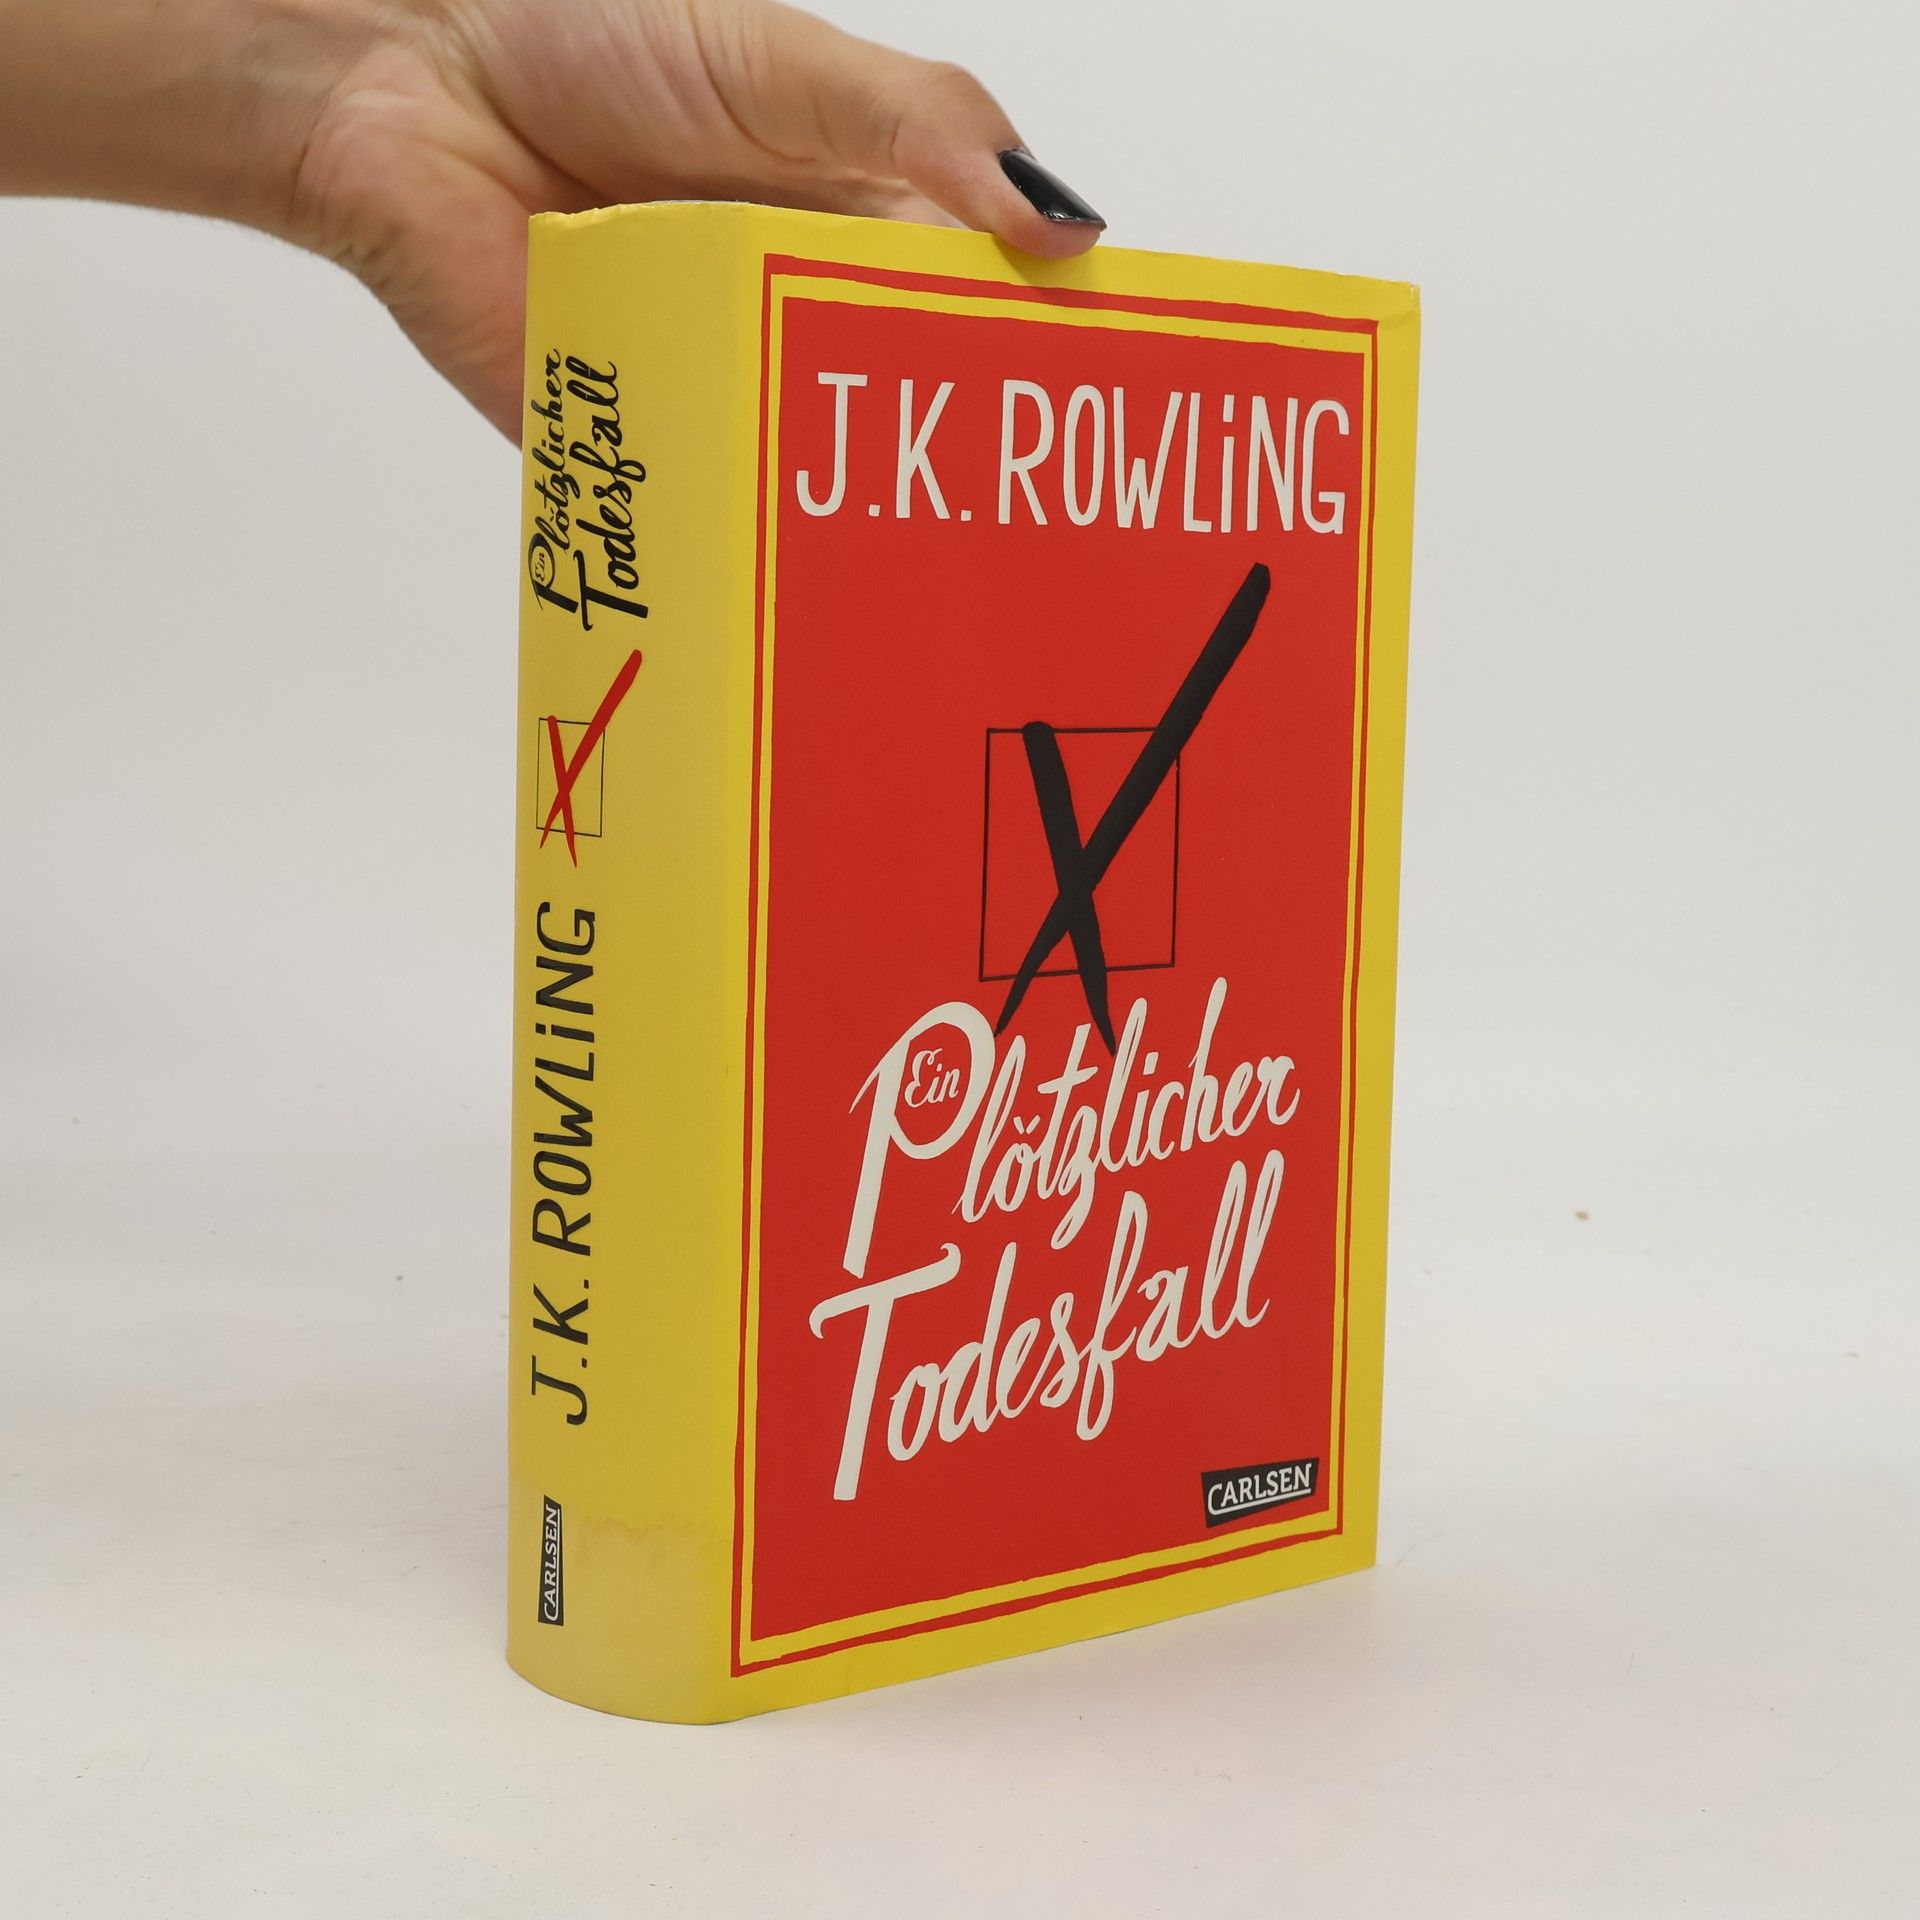 Ein
Plötzlicher
Todesfall
J.K. ROWLiNG
CARLSEN
J.K. ROWLiNG
Ein
Plötzlicher
Todesfall
CARLSEN